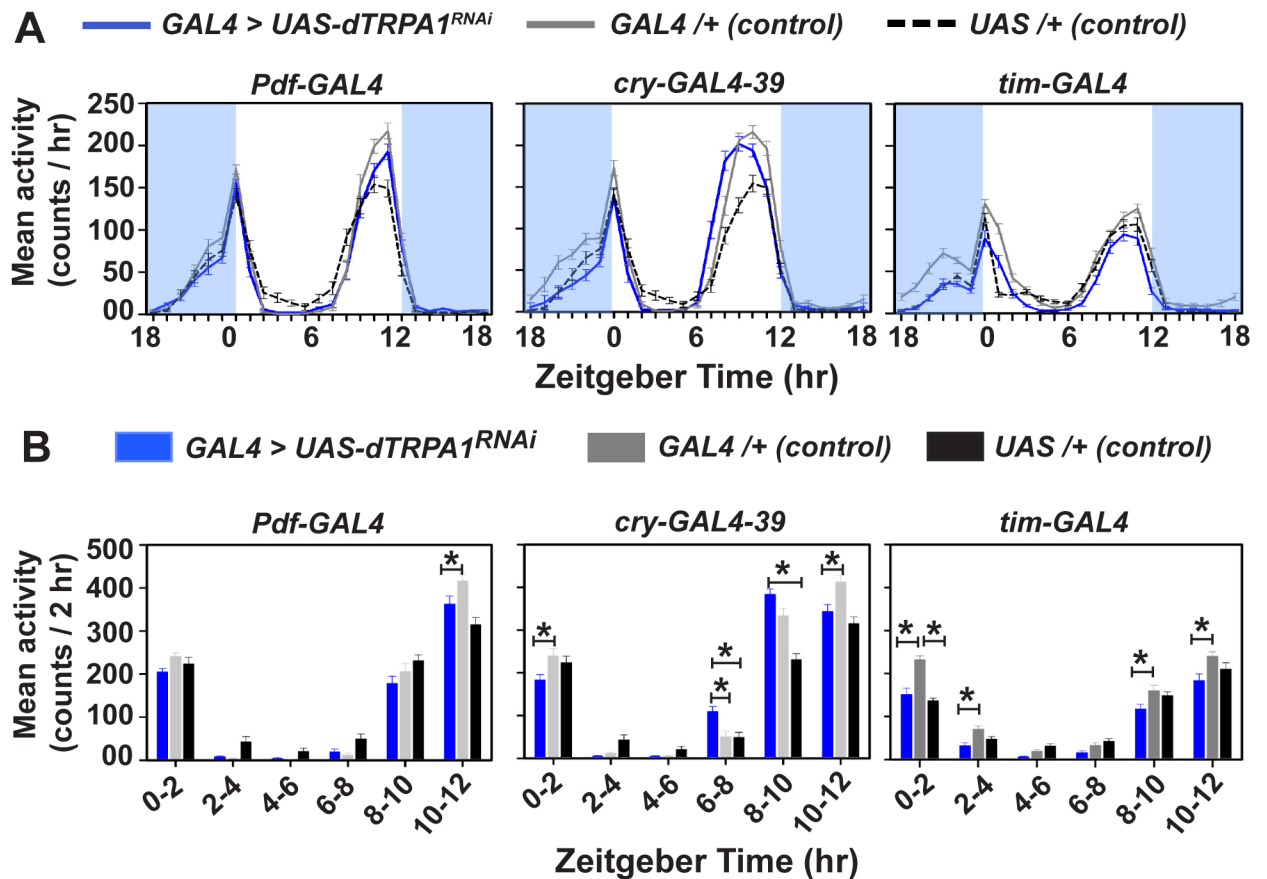 A GAL4 > UAS-dTRPA1RNAi GAL4 /+ (control) UAS /+ (control)
Pdf-GAL4 cry-GAL4-39 tim-GAL4
Mean activity
(counts / hr)
250
200
150
100
50
00
18 0 6 12 18 18 0 6 12 18 18 0 6 12 18
Zeitgeber Time (hr)
B GAL4 > UAS-dTRPA1RNAi GAL4 /+ (control) UAS /+ (control)
Pdf-GAL4 cry-GAL4-39 tim-GAL4
Mean activity
(counts / 2 hr)
500
400
300
200
100
00
* * * * * * * * * * * *
0-2 2-4 4-6 6-8 8-10 10-12 0-2 2-4 4-6 6-8 8-10 10-12 0-2 2-4 4-6 6-8 8-10 10-12
Zeitgeber Time (hr)